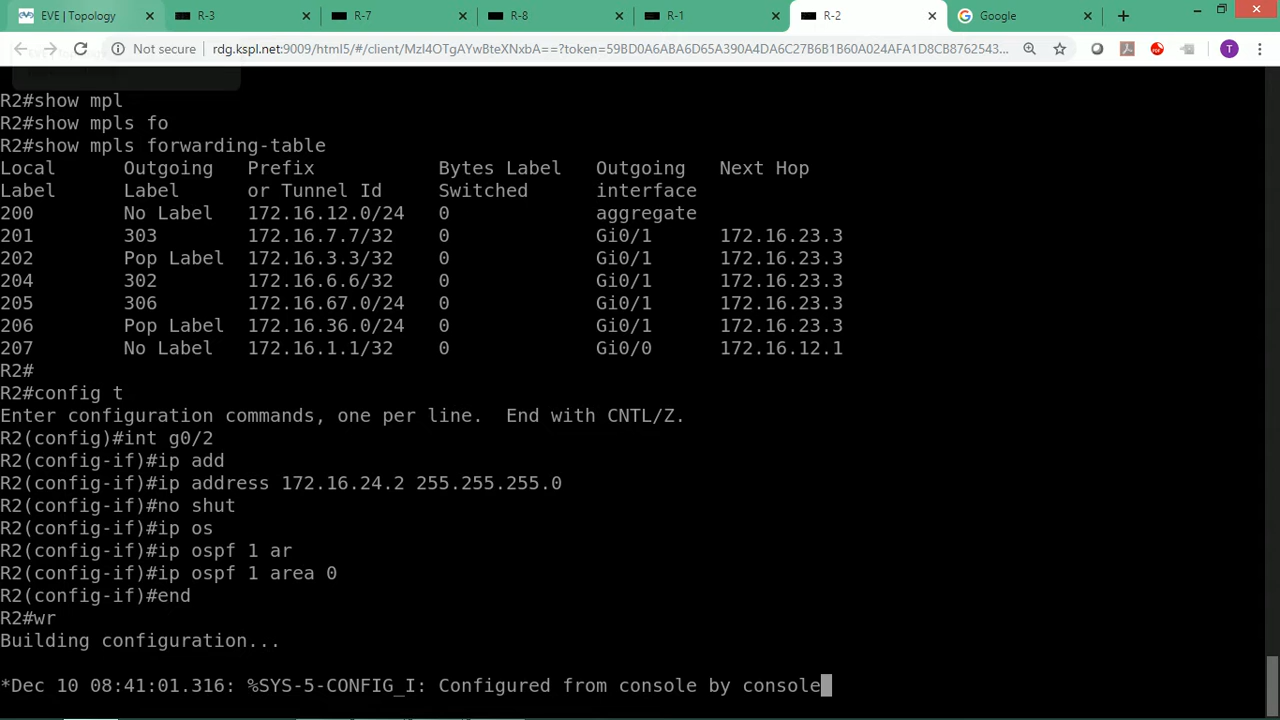 EVE | Topology
R-3
R-7
R-8
R-1
R-2
Google
Not secure
rdg.kspl.net:9009/html5/#/client/MzI4OTgAYwBteXNxbA==?token=59BD0A6ABA6D65A390A4DA6C27B6B1B60A024AFA1D8CB8762543...
T
R2#show mpl
R2#show mpls fo
R2#show mpls forwarding-table
Local Outgoing Prefix Bytes Label Outgoing Next Hop
Label Label or Tunnel Id Switched interface
200 No Label 172.16.12.0/24 0 aggregate
201 303 172.16.7.7/32 0 Gi0/1 172.16.23.3
202 Pop Label 172.16.3.3/32 0 Gi0/1 172.16.23.3
204 302 172.16.6.6/32 0 Gi0/1 172.16.23.3
205 306 172.16.67.0/24 0 Gi0/1 172.16.23.3
206 Pop Label 172.16.36.0/24 0 Gi0/1 172.16.23.3
207 No Label 172.16.1.1/32 0 Gi0/0 172.16.12.1
R2#
R2#config t
Enter configuration commands, one per line. End with CNTL/Z.
R2(config)#int g0/2
R2(config-if)#ip add
R2(config-if)#ip address 172.16.24.2 255.255.255.0
R2(config-if)#no shut
R2(config-if)#ip os
R2(config-if)#ip ospf 1 ar
R2(config-if)#ip ospf 1 area 0
R2(config-if)#end
R2#wr
Building configuration...
*Dec 10 08:41:01.316: %SYS-5-CONFIG_I: Configured from console by console